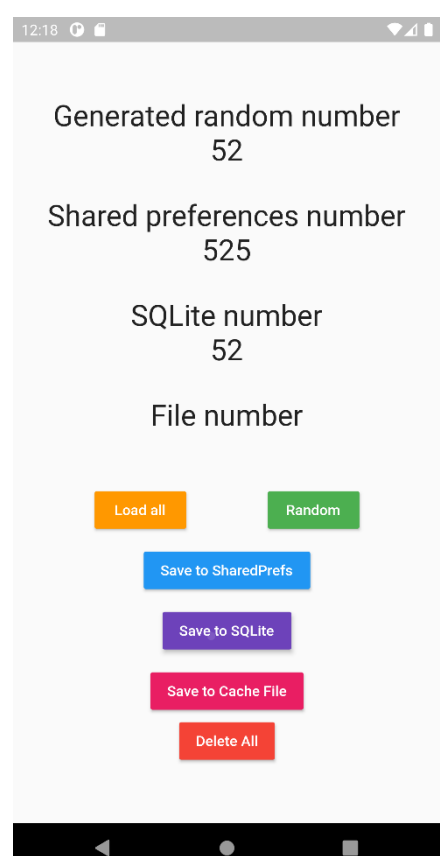 12:18
Generated random number
52
Shared preferences number
525
SQLite number
52
File number
Load all
Random
Save to SharedPrefs
Save to SQLite
Save to Cache File
Delete All